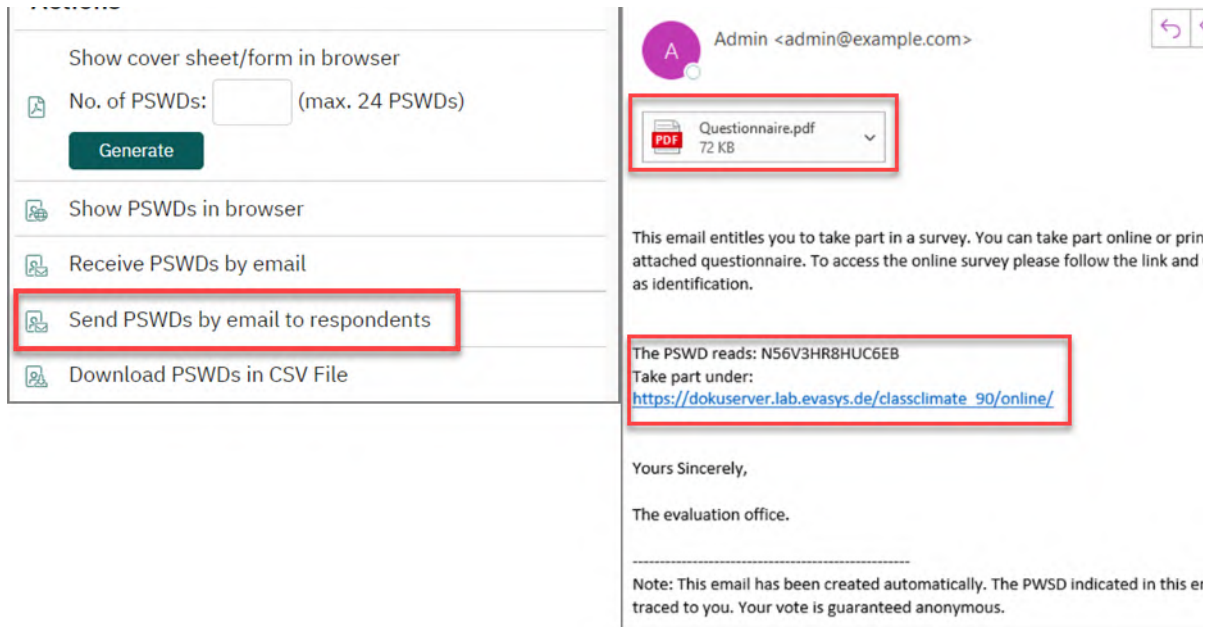 Show cover sheet/form in browser
No. of PSWDs: (max. 24 PSWDs)
Generate
Show PSWDs in browser
Receive PSWDs by email
Send PSWDs by email to respondents
Download PSWDs in CSV File
A
Admin <admin@example.com>
PDF
Questionnaire.pdf
72 KB
This email entitles you to take part in a survey. You can take part online or
attached questionnaire. To access the online survey please follow the link and
as identification.
The PSWD reads: N56V3HR8HUC6EB
Take part under:
https://dokuserver.lab.evasys.de/classclimate_90/online/
Yours Sincerely,
The evaluation office.
----------------------------------------------------
Note: This email has been created automatically. The PWSD indicated in this
traced to you. Your vote is guaranteed anonymous.